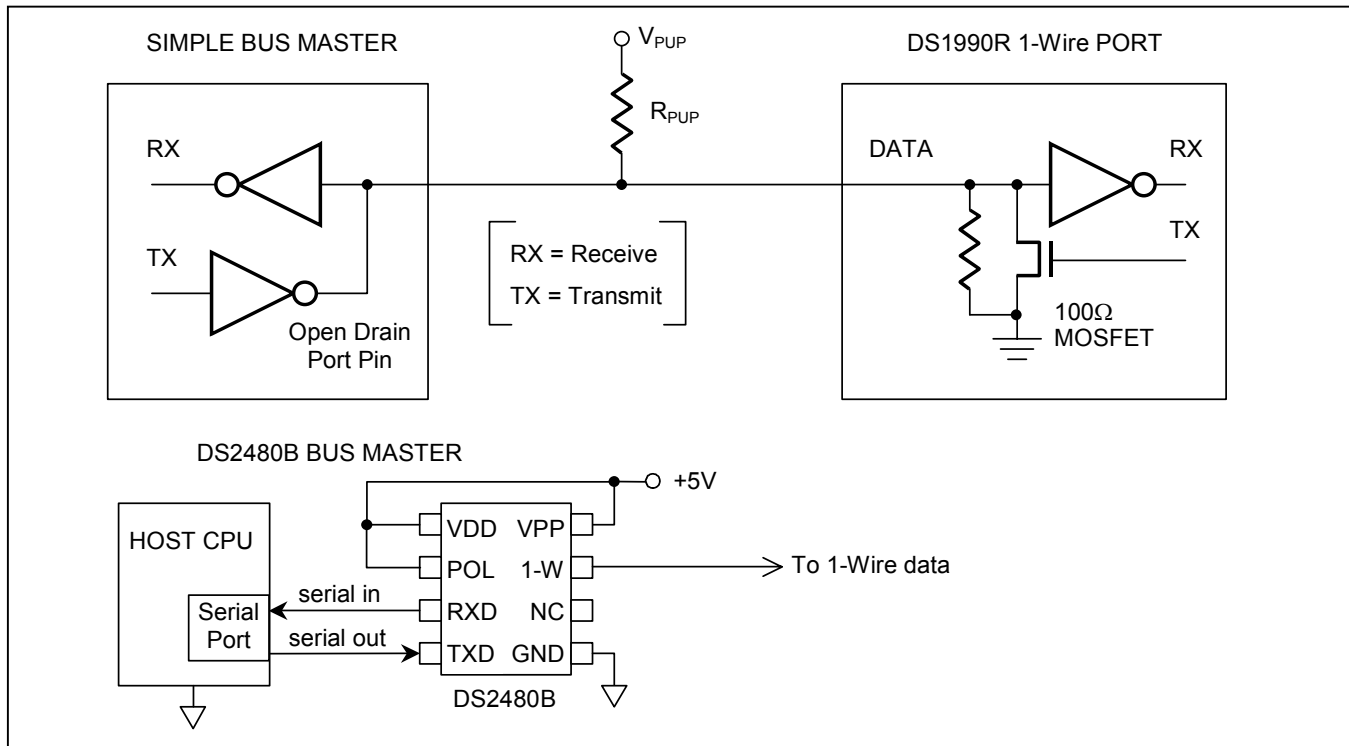 SIMPLE BUS MASTER
V_PUP
DS1990R 1-Wire PORT
R_PUP
RX
DATA
RX
TX
RX = Receive
TX = Transmit
TX
Open Drain
Port Pin
100Ω
MOSFET
DS2480B BUS MASTER
+5V
HOST CPU
VDD
VPP
POL
1-W
To 1-Wire data
Serial
Port
serial in
RXD
NC
serial out
TXD
GND
DS2480B